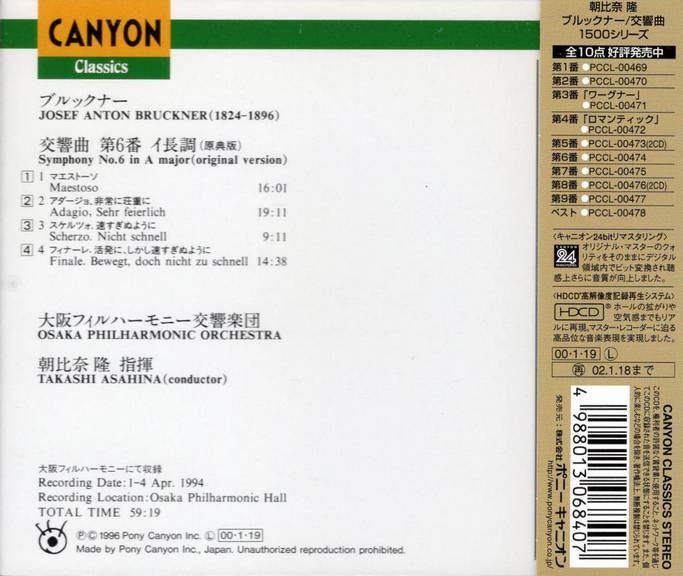 CANYON
Classics
ブルックナー
JOSEF ANTON BRUCKNER(1824-1896)
交響曲 第6番 イ長調(原典版)
Symphony No.6 in A major(original version)
1 1 マエストーソ
Maestoso 16:01
2 2 アダージョ、非常に荘重に
Adagio, Sehr feierlich 19:11
3 3 スケルツォ、速すぎぬように
Scherzo. Nicht schnell 9:11
4 4 フィナーレ、活発に、しかし速すぎぬように
Finale. Bewegt, doch nicht zu schnell 14:38
大阪フィルハーモニー交響楽団
OSAKA PHILHARMONIC ORCHESTRA
朝比奈 隆 指揮
TAKASHI ASAHINA(conductor)
大阪フィルハーモニーにて収録
Recording Date:1-4 Apr. 1994
Recording Location:Osaka Philharmonic Hall
TOTAL TIME 59:19
Ⓟ©1996 Pony Canyon Inc. Ⓛ 00·1·19
Made by Pony Canyon Inc., Japan. Unauthorized reproduction prohibited.
朝比奈 隆
ブルックナー/交響曲
1500シリーズ
全10点 好評発売中
第1番 ●PCCL-00469
第2番 ●PCCL-00470
第3番「ワーグナー」
●PCCL-00471
第4番「ロマンティック」
●PCCL-00472
第5番 ●PCCL-00473(2CD)
第6番 ●PCCL-00474
第7番 ●PCCL-00475
第8番 ●PCCL-00476(2CD)
第9番 ●PCCL-00477
ベスト ●PCCL-00478
〈キャニオン24bitリマスタリング〉
CANYON
24
オリジナル・マスターのクォ
リティをそのままにデジタル
領域内でビット変換され聴
感上さらに音質が向上しました。
〈HDCD®高解像度記録再生システム〉
HDCD®
ホールの拡がりや
空気感までもリア
ルに再現。マスター・レコーダーに迫る
高品位な音楽表現を実現しました。
00·1·19 Ⓛ
再 02.1.18まで
発売元:株式会社ポニーキャニオン
http://www.ponycanyon.
4 988013 068407
CANYON CLASSICS STEREO